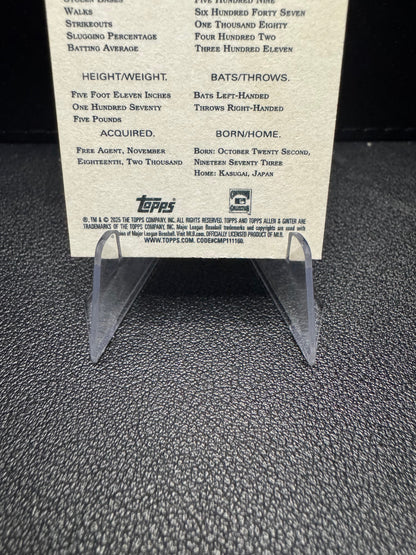 Stolen Bases Five Hundred Nine
Walks Six Hundred Forty Seven
Strikeouts One Thousand Eighty
Slugging Percentage Four Hundred Two
Batting Average Three Hundred Eleven
HEIGHT/WEIGHT. BATS/THROWS.
Five Foot Eleven Inches Bats Left-Handed
One Hundred Seventy Throws Right-Handed
Five Pounds
ACQUIRED. BORN/HOME.
Free Agent, November Born: October Twenty Second,
Eighteenth, Two Thousand Nineteen Seventy Three
Home: Kasugai, Japan
Topps
®, TM & © 2025 THE TOPPS COMPANY, INC. ALL RIGHTS RESERVED. TOPPS AND TOPPS ALLEN & GINTER ARE
TRADEMARKS OF THE TOPPS COMPANY, INC. Major League Baseball trademarks and copyrights are used with
of Major League Baseball. Visit MLB.com. OFFICIALLY LICENSED PRODUCT OF MLB.
WWW.TOPPS.COM. CODE#CMP111160.